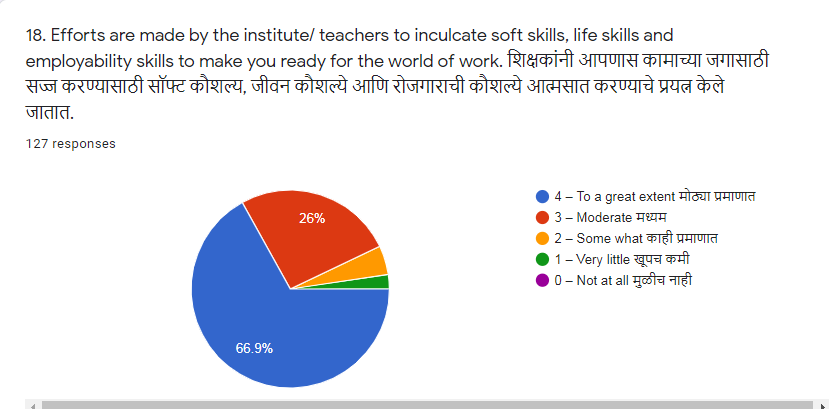 18. Efforts are made by the institute/ teachers to inculcate soft skills, life skills and
employability skills to make you ready for the world of work. शिक्षकांनी आपणास कामाच्या जगासाठी
सज्ज करण्यासाठी सॉफ्ट कौशल्य, जीवन कौशल्ये आणि रोजगाराची कौशल्ये आत्मसात करण्याचे प्रयत्न केले
जातात.
127 responses
26%
66.9%
4 – To a great extent मोठ्या प्रमाणात
3 – Moderate मध्यम
2 – Some what काही प्रमाणात
1 – Very little खूपच कमी
0 – Not at all मुळीच नाही